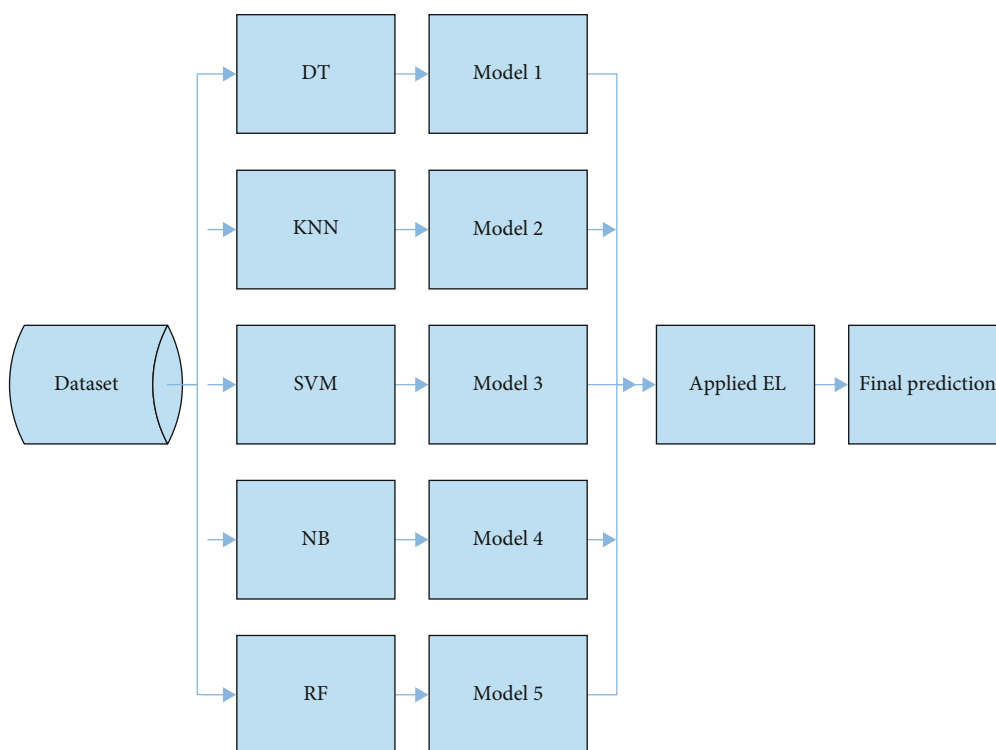 DT
Model 1
KNN
Model 2
Dataset
SVM
Model 3
Applied EL
Final prediction
NB
Model 4
RF
Model 5